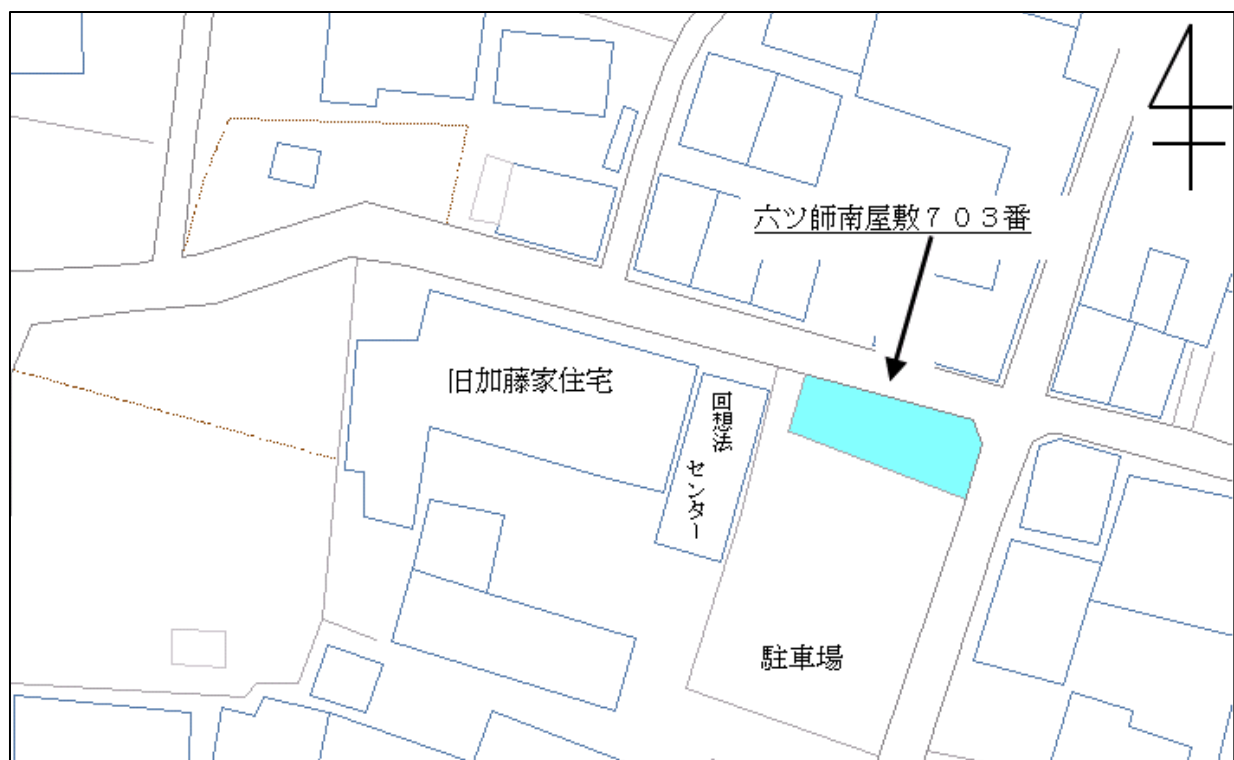 六ツ師南屋敷７０３番
旧加藤家住宅
回想法
センター
駐車場